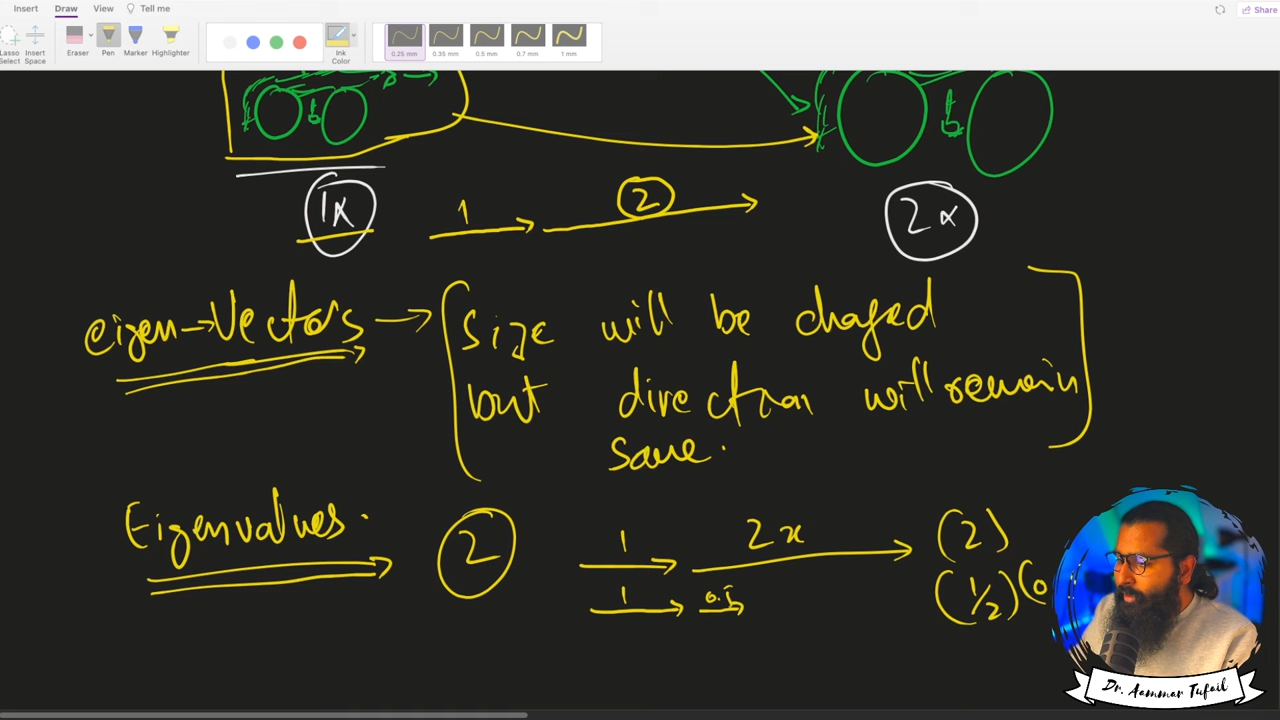 Insert Draw View Tell me
Share
Lasso Select
Insert Space
Eraser
Pen
Marker
Highlighter
Ink Color
0.25 mm
0.35 mm
0.5 mm
0.7 mm
1 mm
b
b
1x 1 2 2x
eigen-Vectors → size will be chaged
but direction will remain
same.
Eigenvalues. 2 1 2x (2)
1 0.5 (1/2)(0
Dr. Aammar Tufail